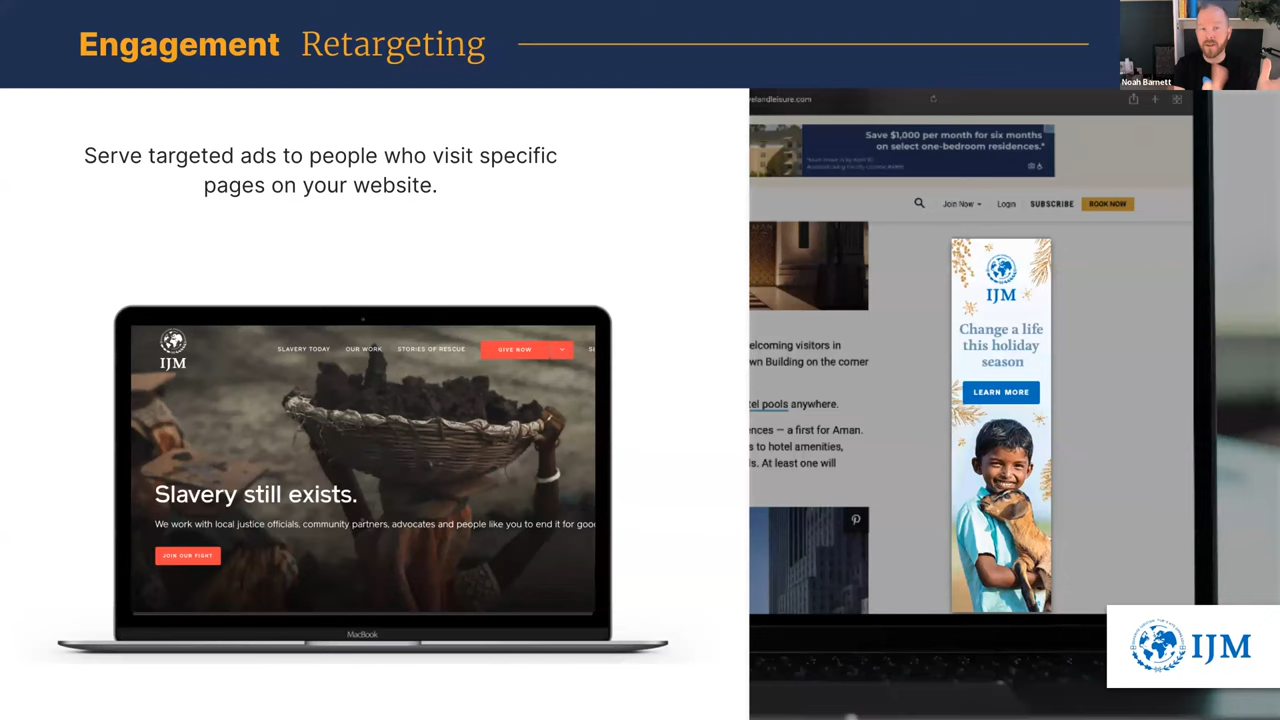 Engagement Retargeting
Noah Barnett
Serve targeted ads to people who visit specific
pages on your website.
IJM
SLAVERY TODAY OUR WORK STORIES OF RESCUE GIVE NOW
Slavery still exists.
We work with local justice officials, community partners, advocates and people like you to end it for good
JOIN OUR FIGHT
MacBook
elandleisure.com
Save $1,000 per month for six months
on select one-bedroom residences.*
Join Now Login SUBSCRIBE BOOK NOW
elcoming visitors in
wn Building on the corner
tel pools anywhere.
ences — a first for Aman.
s to hotel amenities,
ls. At least one will
IJM
Change a life
this holiday
season
LEARN MORE
IJM